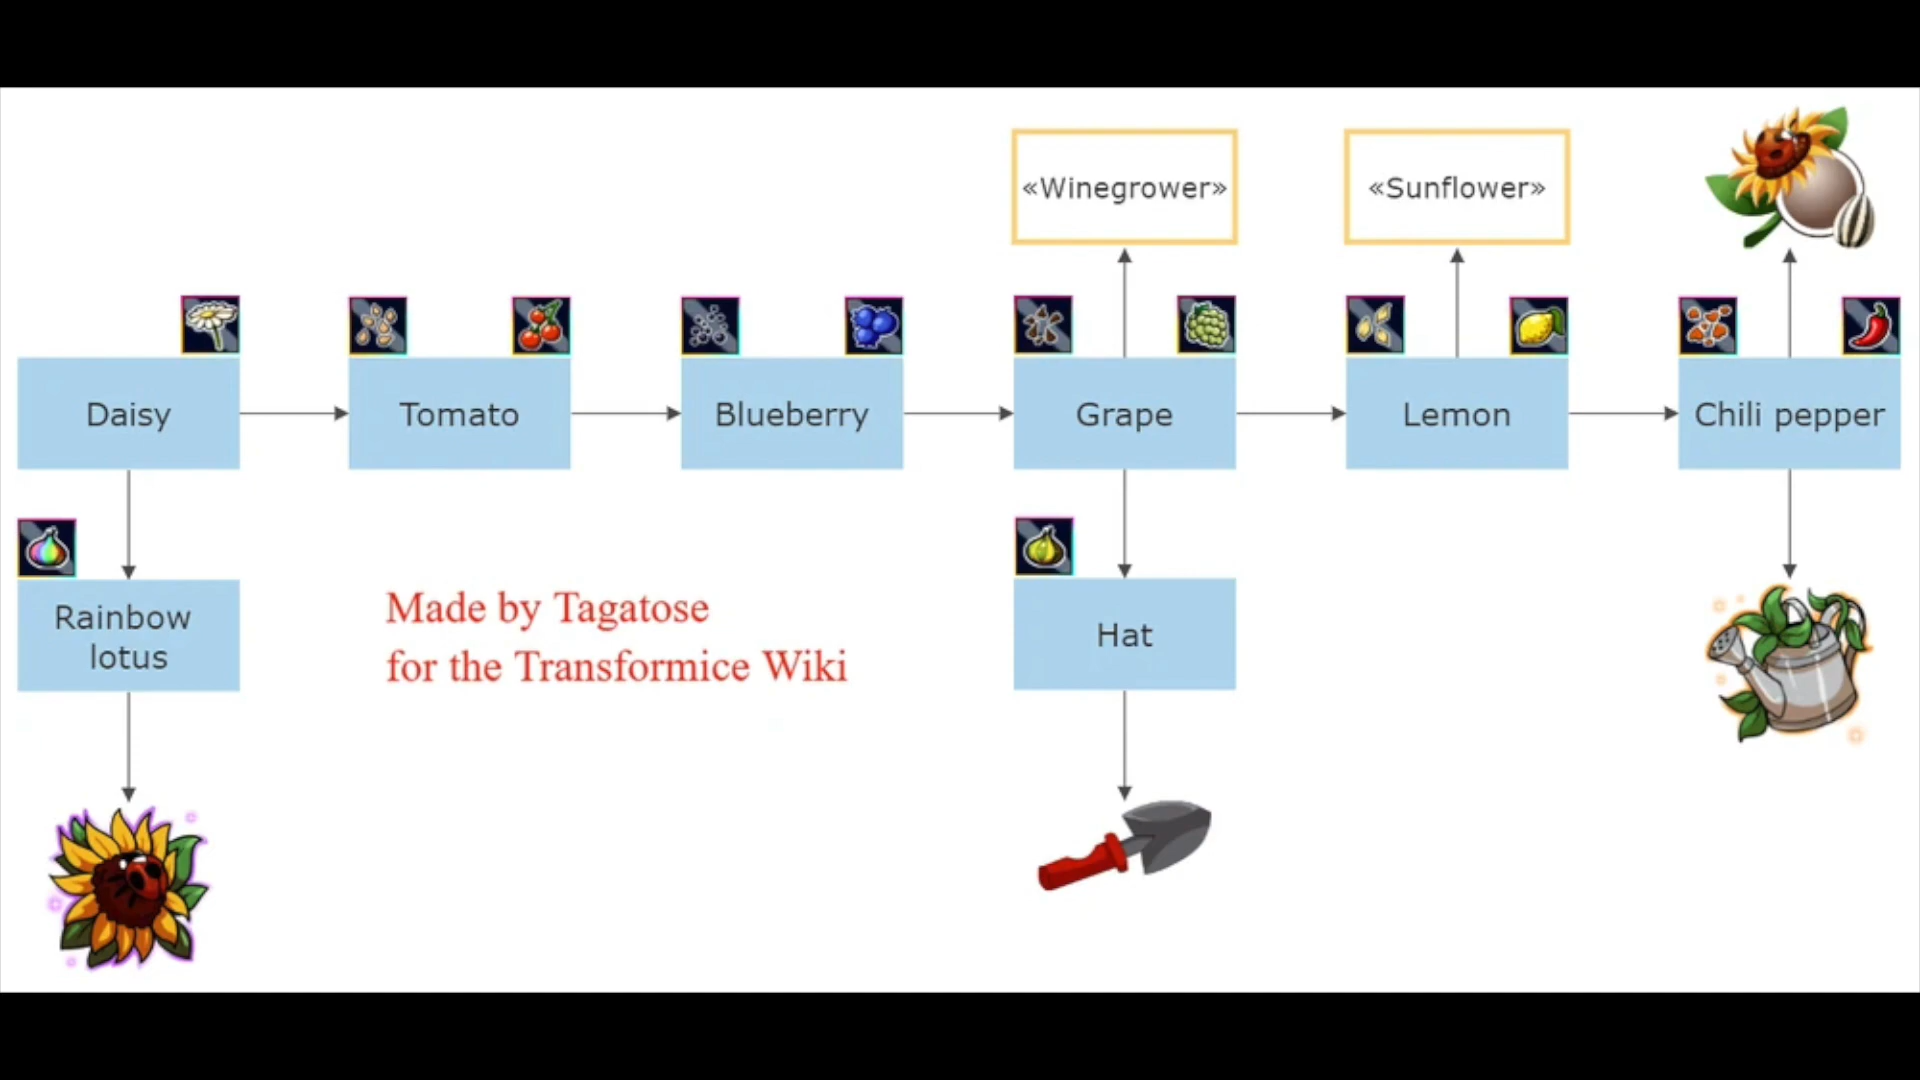 «Winegrower»
«Sunflower»
Daisy
Tomato
Blueberry
Grape
Lemon
Chili pepper
Rainbow
lotus
Made by Tagatose
for the Transformice Wiki
Hat